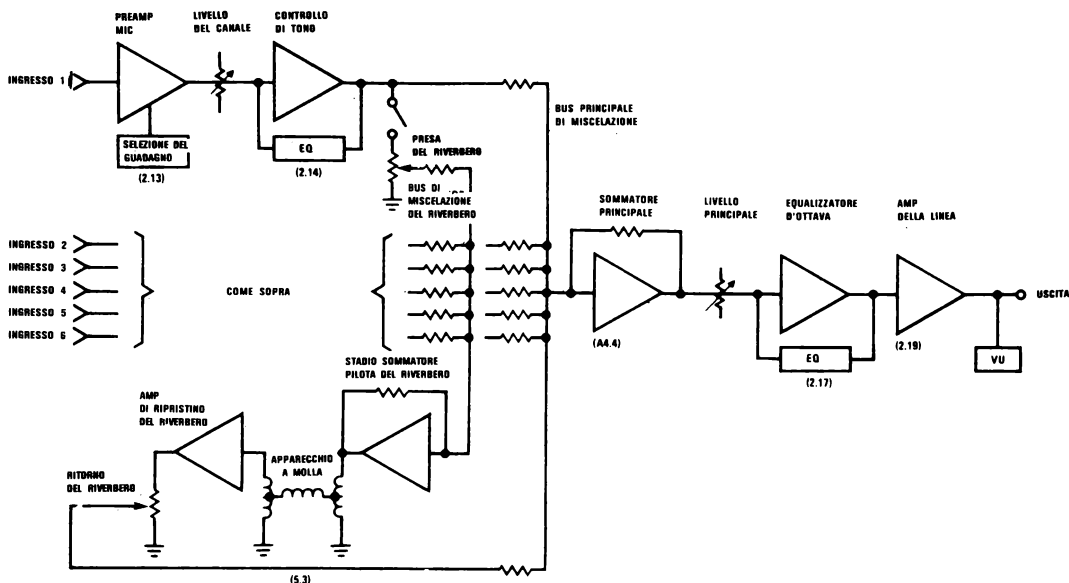 PREAMP
MIC
LIVELLO
DEL CANALE
CONTROLLO
DI TONO
INGRESSO 1
SELEZIONE DEL
GUADAGNO
(2.13)
EQ
(2.14)
PRESA
DEL RIVERBERO
BUS DI
MISCELAZIONE
DEL RIVERBERO
BUS PRINCIPALE
DI MISCELAZIONE
SOMMATORE
PRINCIPALE
LIVELLO
PRINCIPALE
EQUALIZZATORE
D'OTTAVA
AMP
DELLA LINEA
INGRESSO 2
INGRESSO 3
INGRESSO 4
INGRESSO 5
INGRESSO 6
COME SOPRA
(A4.4)
EQ
(2.17)
(2.19)
USCITA
VU
STADIO SOMMATORE
PILOTA DEL RIVERBERO
AMP
DI RIPRISTINO
DEL RIVERBERO
APPARECCHIO
A MOLLA
RITORNO
DEL RIVERBERO
(5.3)